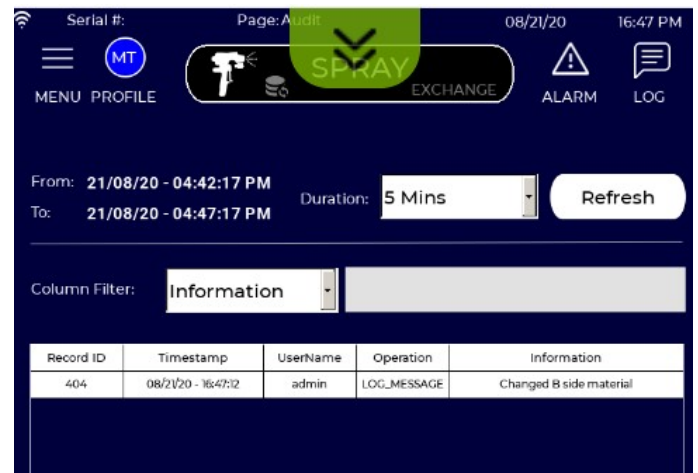 Serial #: Page: Audit 08/21/20 16:47 PM
MT
SPRAY
EXCHANGE
MENU PROFILE ALARM LOG
From: 21/08/20 - 04:42:17 PM
Duration: 5 Mins Refresh
To: 21/08/20 - 04:47:17 PM
Column Filter: Information
Record ID Timestamp UserName Operation Information
404 08/21/20 - 16:47:12 admin LOG_MESSAGE Changed B side material